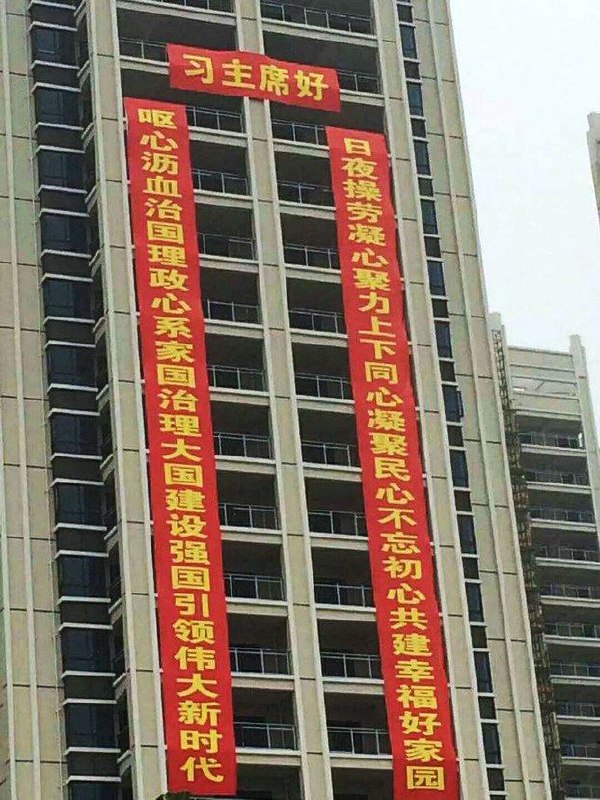 习主席好
呕心沥血治国理政心系家国治理大国建设强国引领伟大新时代
日夜操劳凝心聚力上下同心凝聚民心不忘初心共建幸福好家园